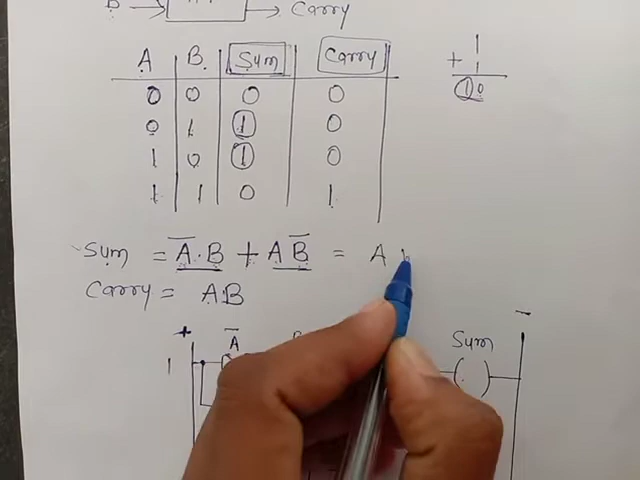 B → → Carry
A B Sum Carry
0 0 0 0
0 1 1 0
1 0 1 0
1 1 0 1
1
+ 1
10
Sum = A̅·B + AB̅ = A
Carry = A·B
+ A̅ Sum −
1 ( )